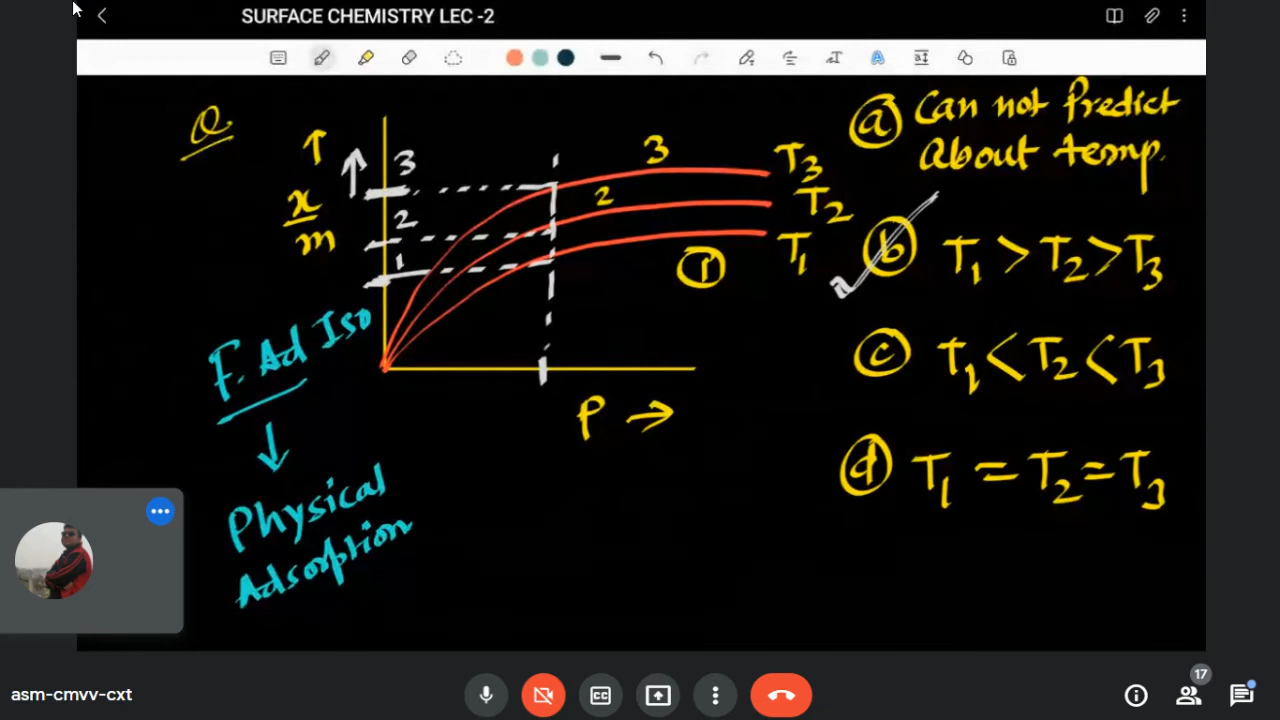 SURFACE CHEMISTRY LEC -2
Q
↑
x/m
3
2
1
3
2
①
T3
T2
T1
P →
F. Ad Iso
↓
Physical
Adsorption
ⓐ Can not Predict
About temp.
ⓑ T1 > T2 > T3
ⓒ T1 < T2 < T3
ⓓ T1 = T2 = T3
asm-cmvv-cxt
CC
17